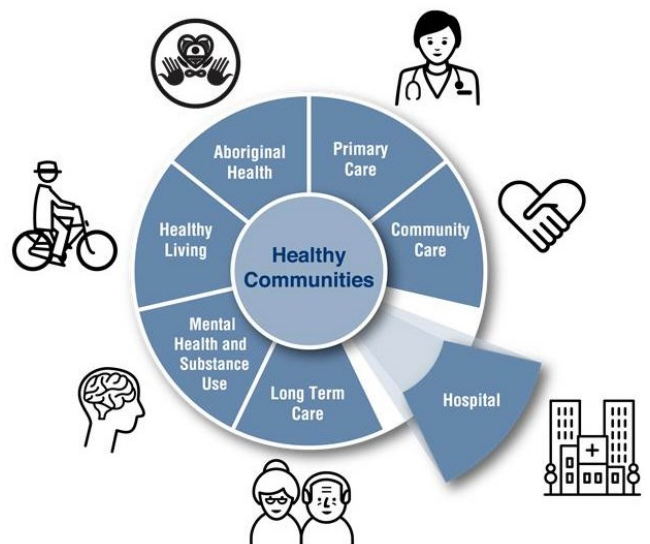 Aboriginal
Health
Primary
Care
Community
Care
Hospital
Long Term
Care
Mental
Health and
Substance
Use
Healthy
Living
Healthy
Communities